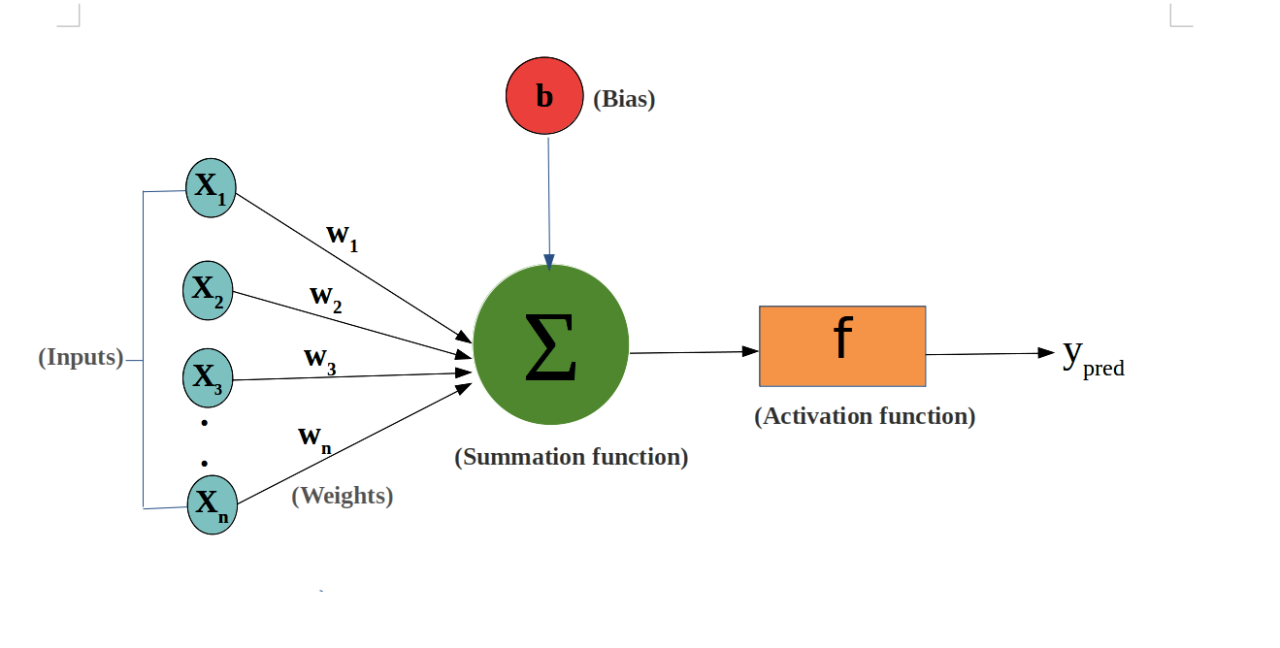 b
(Bias)
X1
w1
X2
w2
(Inputs)
X3
w3
Σ
f
ypred
(Activation function)
wn
(Summation function)
Xn
(Weights)